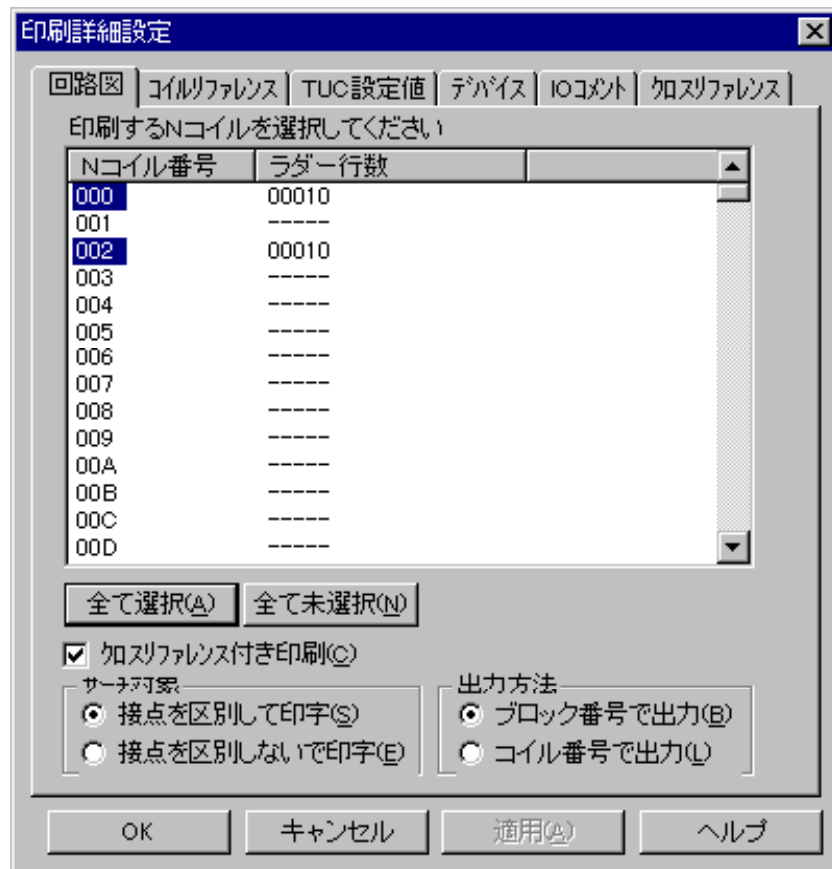 印刷詳細設定
回路図 コイルリファレンス TUC設定値 デバイス IOコメント クロスリファレンス
印刷するNコイルを選択してください
Nコイル番号 ラダー行数
000 00010
001 -----
002 00010
003 -----
004 -----
005 -----
006 -----
007 -----
008 -----
009 -----
00A -----
00B -----
00C -----
00D -----
全て選択(A) 全て未選択(N)
クロスリファレンス付き印刷(C)
サーチ対象 出力方法
接点を区別して印字(S) ブロック番号で出力(B)
接点を区別しないで印字(E) コイル番号で出力(L)
OK キャンセル 適用(A) ヘルプ